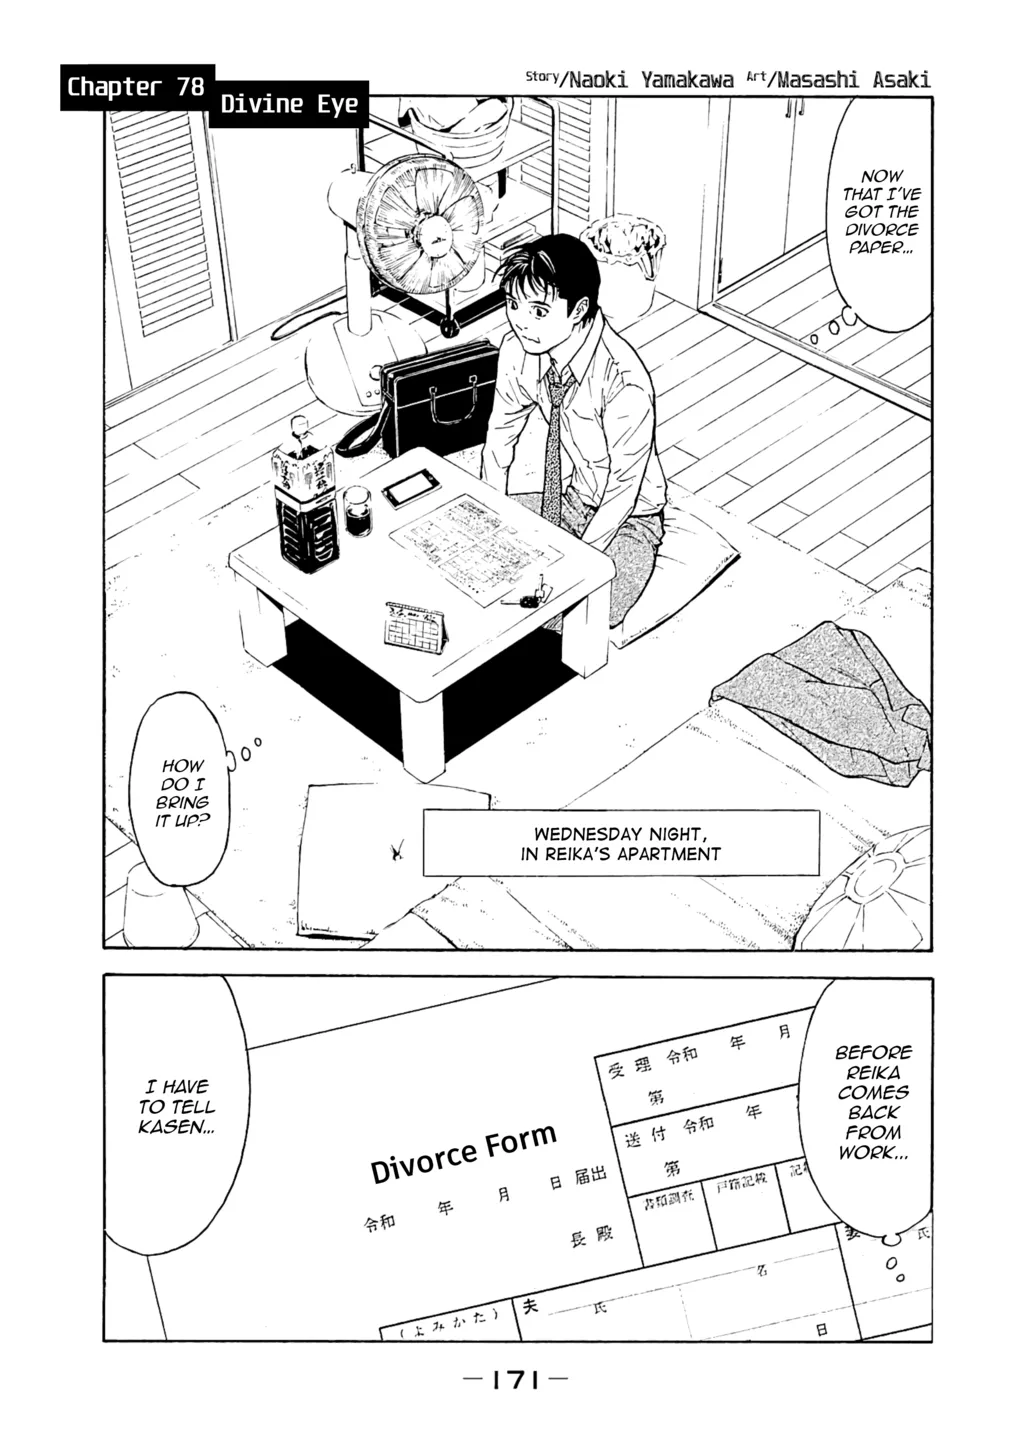 Chapter 78
Divine Eye
Story/Naoki Yamakawa Art/Masashi Asaki
NOW
THAT I'VE
GOT THE
DIVORCE
PAPER...
HOW
DO I
BRING
IT UP?
WEDNESDAY NIGHT,
IN REIKA'S APARTMENT
BEFORE
REIKA
COMES
BACK
FROM
WORK...
I HAVE
TO TELL
KASEN...
Divorce Form
令和 年 月 日 届出
長 殿
受 理 令和 年 月
第
送 付 令和 年
第
書類調査 戸籍記載 記
(よみかた)
夫 氏 名
妻 氏
日
—171—